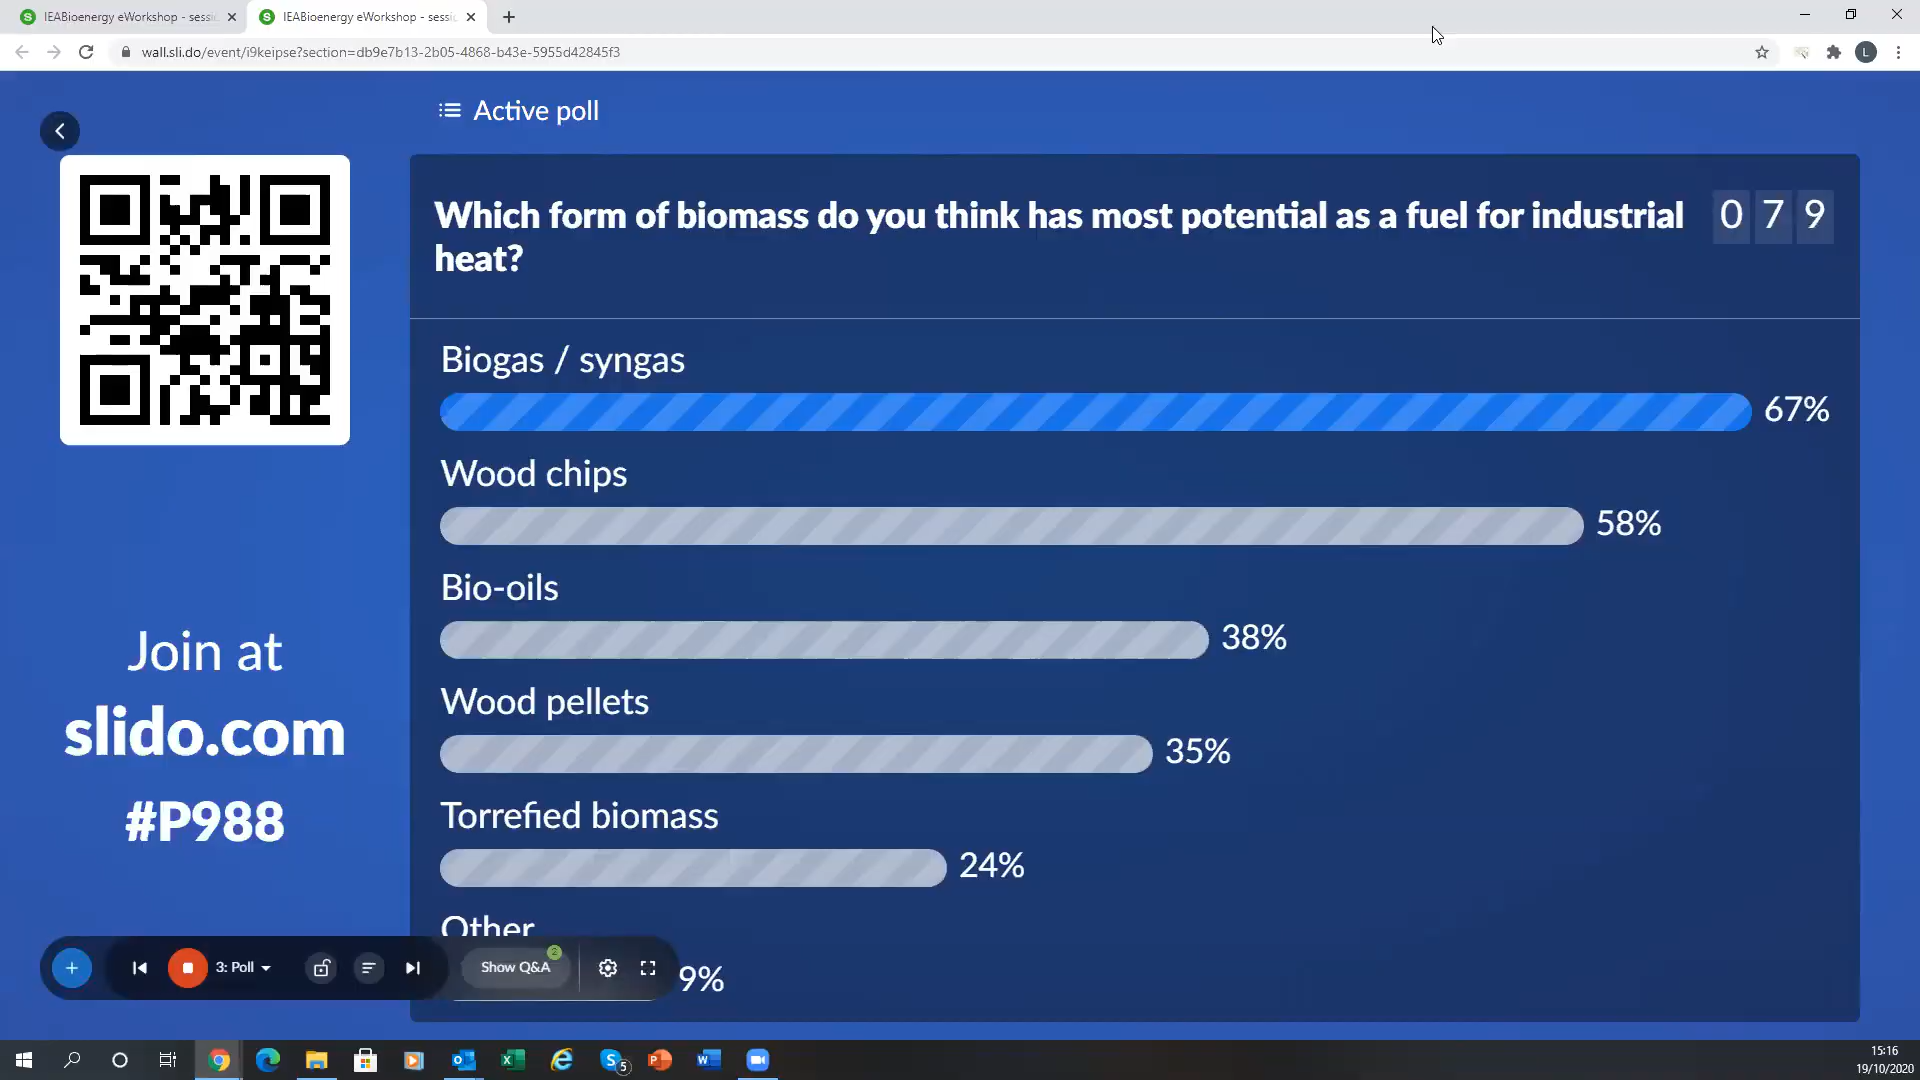 IEABioenergy eWorkshop - sessi
IEABioenergy eWorkshop - sessi
wall.sli.do/event/i9keipse?section=db9e7b13-2b05-4868-b43e-5955d42845f3
L
Active poll
Which form of biomass do you think has most potential as a fuel for industrial
heat?
079
Biogas / syngas
67%
Wood chips
58%
Bio-oils
38%
Wood pellets
35%
Torrefied biomass
24%
Other
9%
Join at
slido.com
#P988
3: Poll
Show Q&A
2
5
15:16
19/10/2020